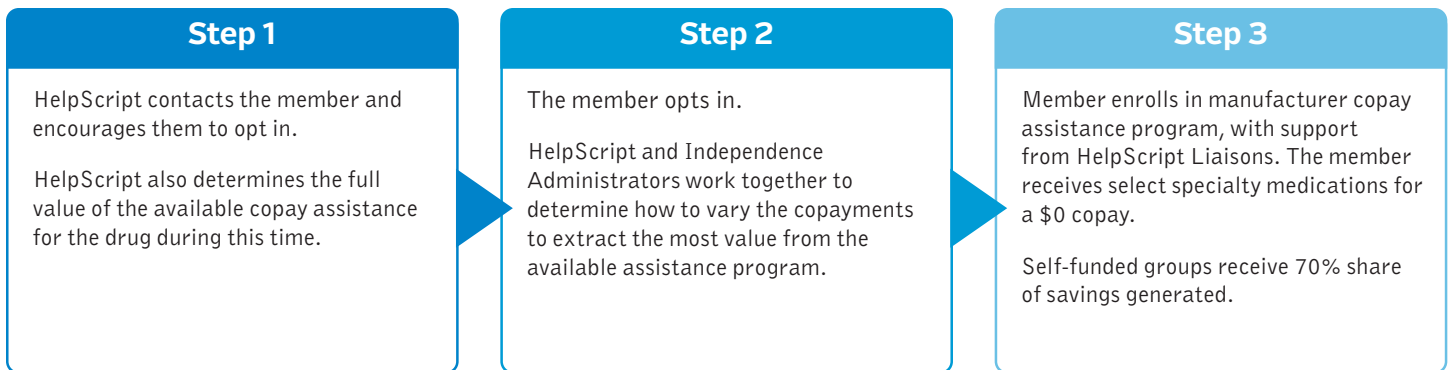 Step 1
HelpScript contacts the member and
encourages them to opt in.
HelpScript also determines the full
value of the available copay assistance
for the drug during this time.
Step 2
The member opts in.
HelpScript and Independence
Administrators work together to
determine how to vary the copayments
to extract the most value from the
available assistance program.
Step 3
Member enrolls in manufacturer copay
assistance program, with support
from HelpScript Liaisons. The member
receives select specialty medications for
a $0 copay.
Self-funded groups receive 70% share
of savings generated.